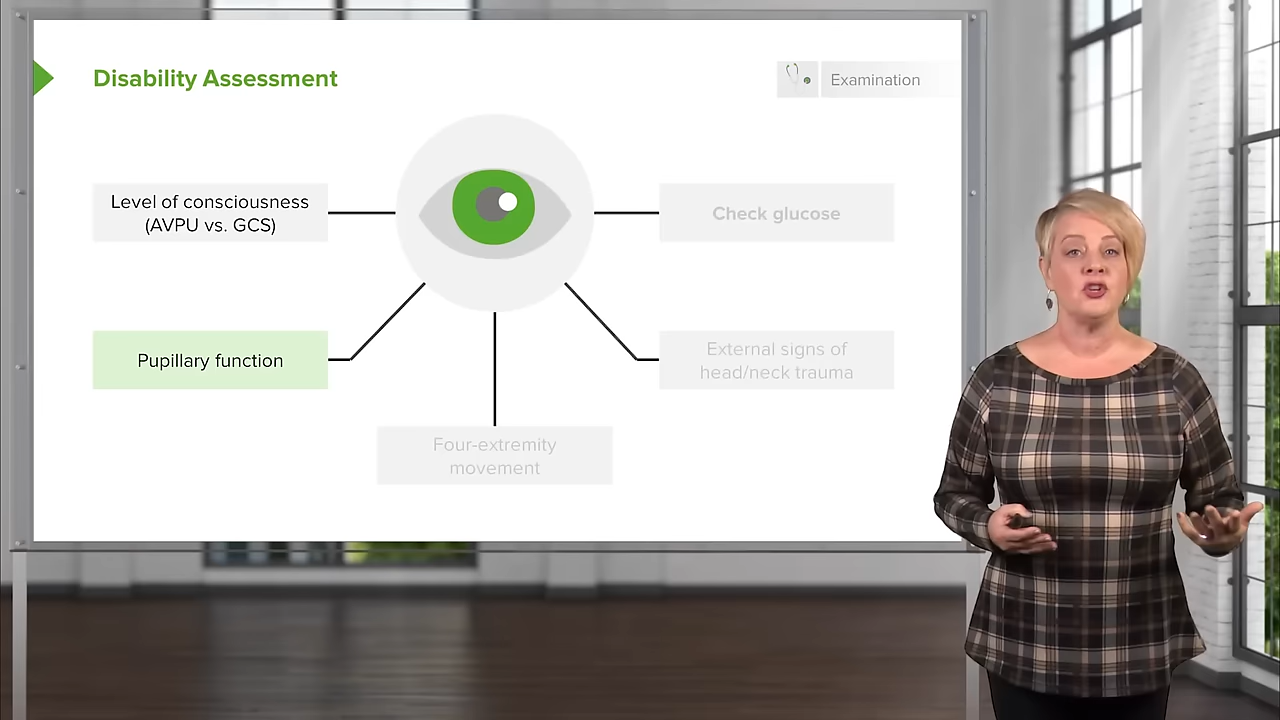 Disability Assessment
Examination
Level of consciousness
(AVPU vs. GCS)
Check glucose
Pupillary function
External signs of
head/neck trauma
Four-extremity
movement